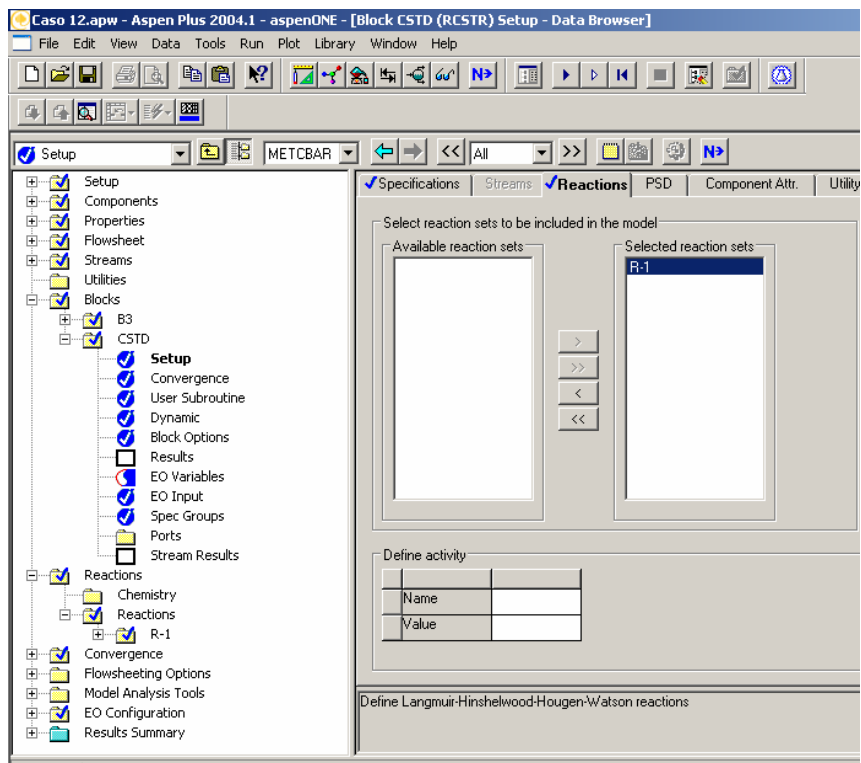 Caso 12.apw - Aspen Plus 2004.1 - aspenONE - [Block CSTD (RCSTR) Setup - Data Browser]
File Edit View Data Tools Run Plot Library Window Help
N>
Setup METCBAR << All >> N>
Specifications Streams Reactions PSD Component Attr. Utility
Setup
Components
Properties
Flowsheet
Streams
Utilities
Blocks
B3
CSTD
Setup
Convergence
User Subroutine
Dynamic
Block Options
Results
EO Variables
EO Input
Spec Groups
Ports
Stream Results
Reactions
Chemistry
Reactions
R-1
Convergence
Flowsheeting Options
Model Analysis Tools
EO Configuration
Results Summary
Select reaction sets to be included in the model
Available reaction sets
Selected reaction sets
R-1
>
>>
<
<<
Define activity
Name
Value
Define Langmuir-Hinshelwood-Hougen-Watson reactions